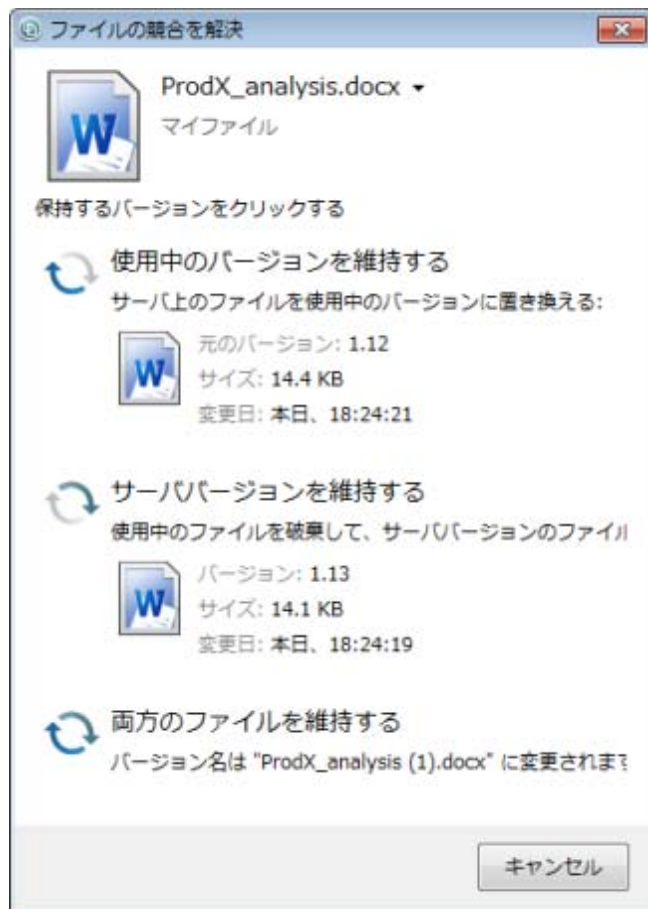 ファイルの競合を解決
ProdX_analysis.docx
マイファイル
保持するバージョンをクリックする
使用中のバージョンを維持する
サーバ上のファイルを使用中のバージョンに置き換える:
W
元のバージョン: 1.12
サイズ: 14.4 KB
変更日: 本日、18:24:21
サーババージョンを維持する
使用中のファイルを破棄して、サーババージョンのファイル
W
バージョン: 1.13
サイズ: 14.1 KB
変更日: 本日、18:24:19
両方のファイルを維持する
バージョン名は "ProdX_analysis (1).docx" に変更されます
キャンセル